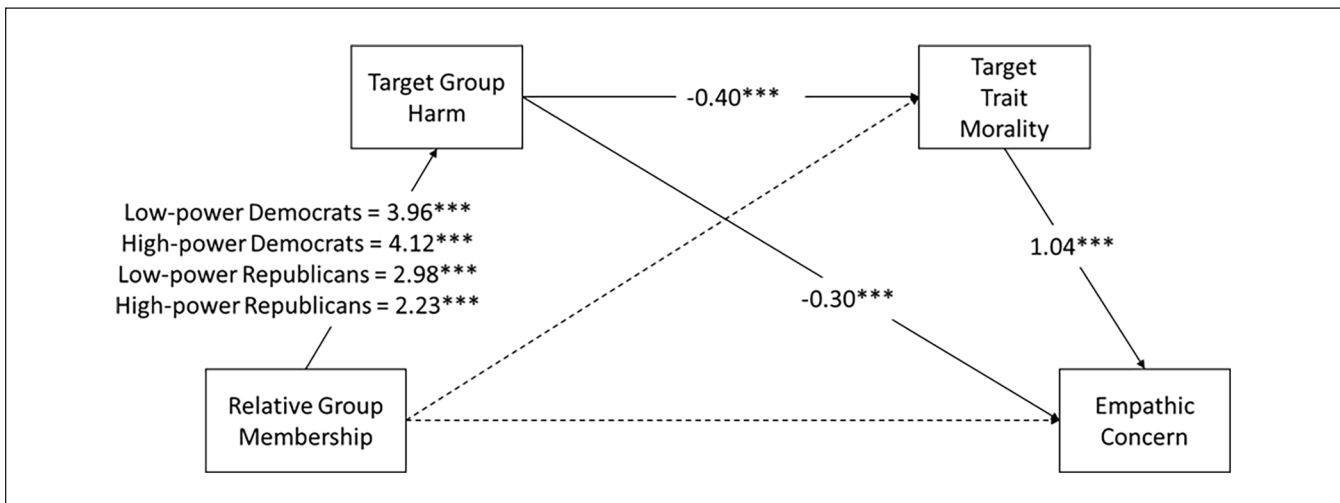 Target Group
Harm
-0.40***
Target
Trait
Morality
Low-power Democrats = 3.96***
High-power Democrats = 4.12***
Low-power Republicans = 2.98***
High-power Republicans = 2.23***
1.04***
-0.30***
Relative Group
Membership
Empathic
Concern